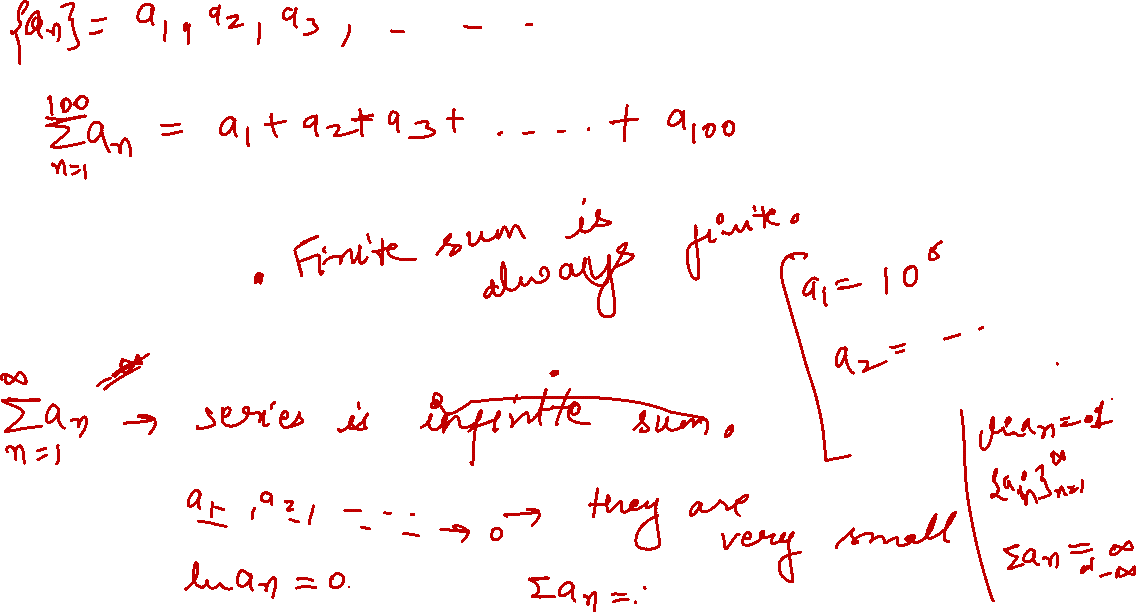 {an} = a1, a2, a3, - - -
100
∑ an = a1 + a2 + a3 + . - - - . . + a100
n=1
. Finite sum is always finite.
a1 = 10^6
a2 = - - .
∞
∑ an → series is infinite sum.
n=1
a1, a2, - - - - → 0 → they are very small
an = 0
∑an = .
{an}∞n=1
∑an = ∞ -∞